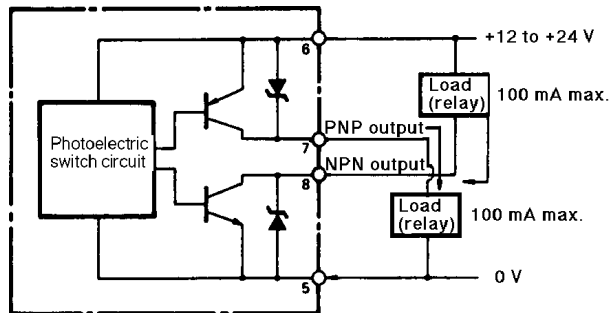 6
+12 to +24 V
Load
(relay)
100 mA max.
Photoelectric
switch circuit
PNP output
7
NPN output
8
Load
(relay)
100 mA max.
5
0 V